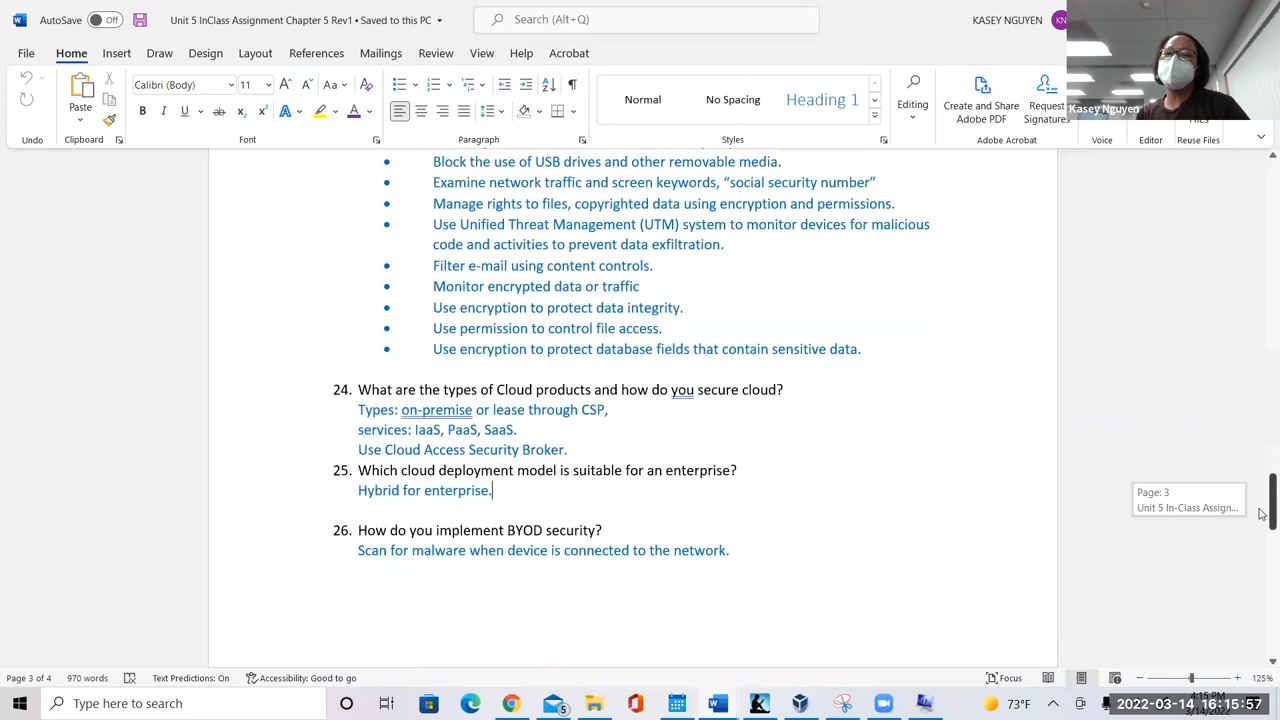 AutoSave Off Unit 5 InClass Assignment Chapter 5 Rev1 • Saved to this PC Search (Alt+Q) KASEY NGUYEN KN
File Home Insert Draw Design Layout References Mailings Review View Help Acrobat
Kasey Nguyen
Paste Calibri (Body) 11 Aa Normal No Spacing Heading 1 Editing Create and Share Adobe PDF Request Signatures Files
Undo Clipboard Font Paragraph Styles Adobe Acrobat Voice Editor Reuse Files
• Block the use of USB drives and other removable media.
• Examine network traffic and screen keywords, “social security number”
• Manage rights to files, copyrighted data using encryption and permissions.
• Use Unified Threat Management (UTM) system to monitor devices for malicious
code and activities to prevent data exfiltration.
• Filter e-mail using content controls.
• Monitor encrypted data or traffic
• Use encryption to protect data integrity.
• Use permission to control file access.
• Use encryption to protect database fields that contain sensitive data.
24. What are the types of Cloud products and how do you secure cloud?
Types: on-premise or lease through CSP,
services: IaaS, PaaS, SaaS.
Use Cloud Access Security Broker.
25. Which cloud deployment model is suitable for an enterprise?
Hybrid for enterprise.
Page: 3
Unit 5 In-Class Assign...
26. How do you implement BYOD security?
Scan for malware when device is connected to the network.
Page 3 of 4 970 words Text Predictions: On Accessibility: Good to go Focus 125%
Type here to search 5 73°F 4:15 PM
2022-03-14 16:15:57
3/14/2022